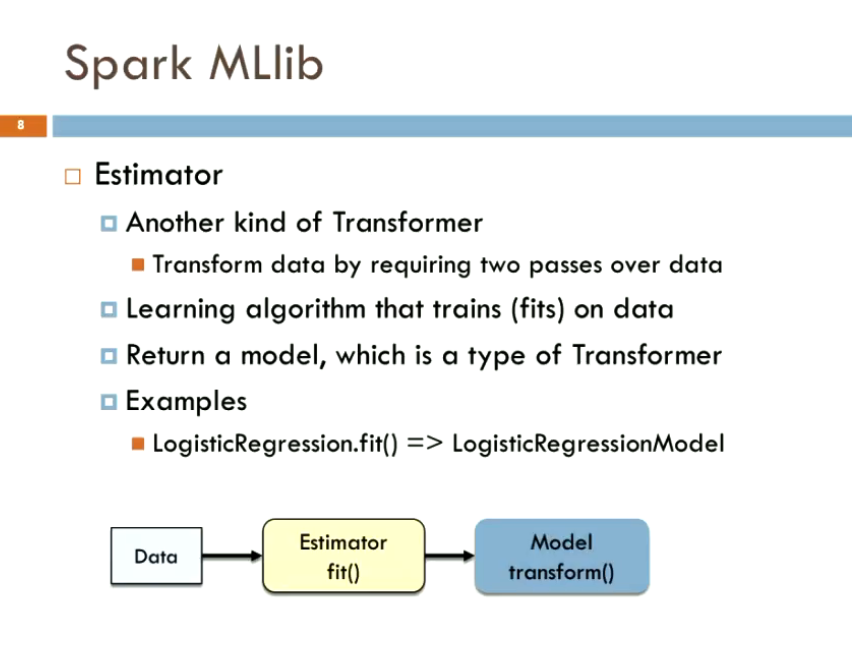 Spark MLlib
8
Estimator
Another kind of Transformer
Transform data by requiring two passes over data
Learning algorithm that trains (fits) on data
Return a model, which is a type of Transformer
Examples
LogisticRegression.fit() => LogisticRegressionModel
Data
Estimator
fit()
Model
transform()